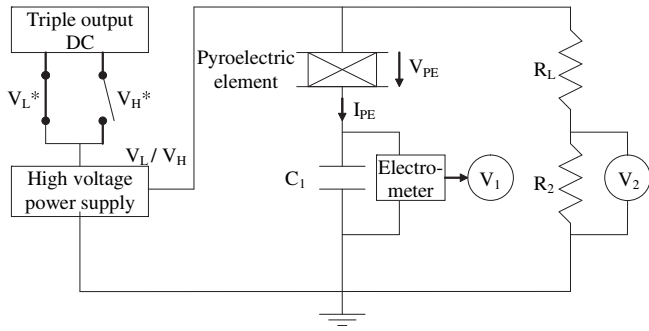 Triple output
DC
V_L*
V_H*
V_L / V_H
High voltage
power supply
Pyroelectric
element
V_PE
I_PE
C_1
Electro-
meter
V_1
R_L
R_2
V_2